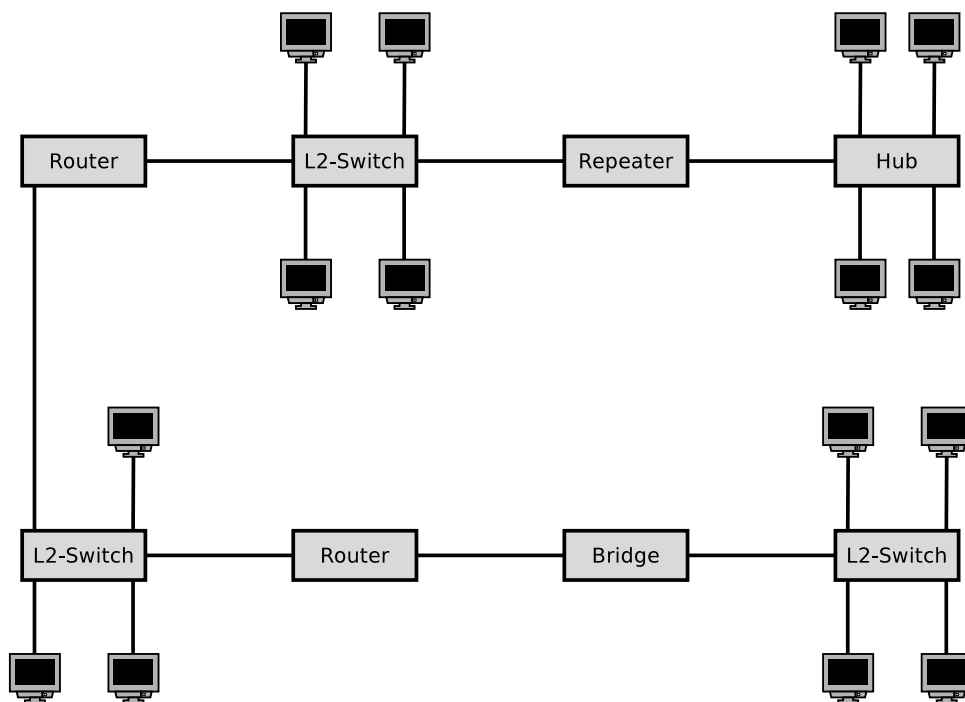 Router
L2-Switch
Repeater
Hub
L2-Switch
Router
Bridge
L2-Switch